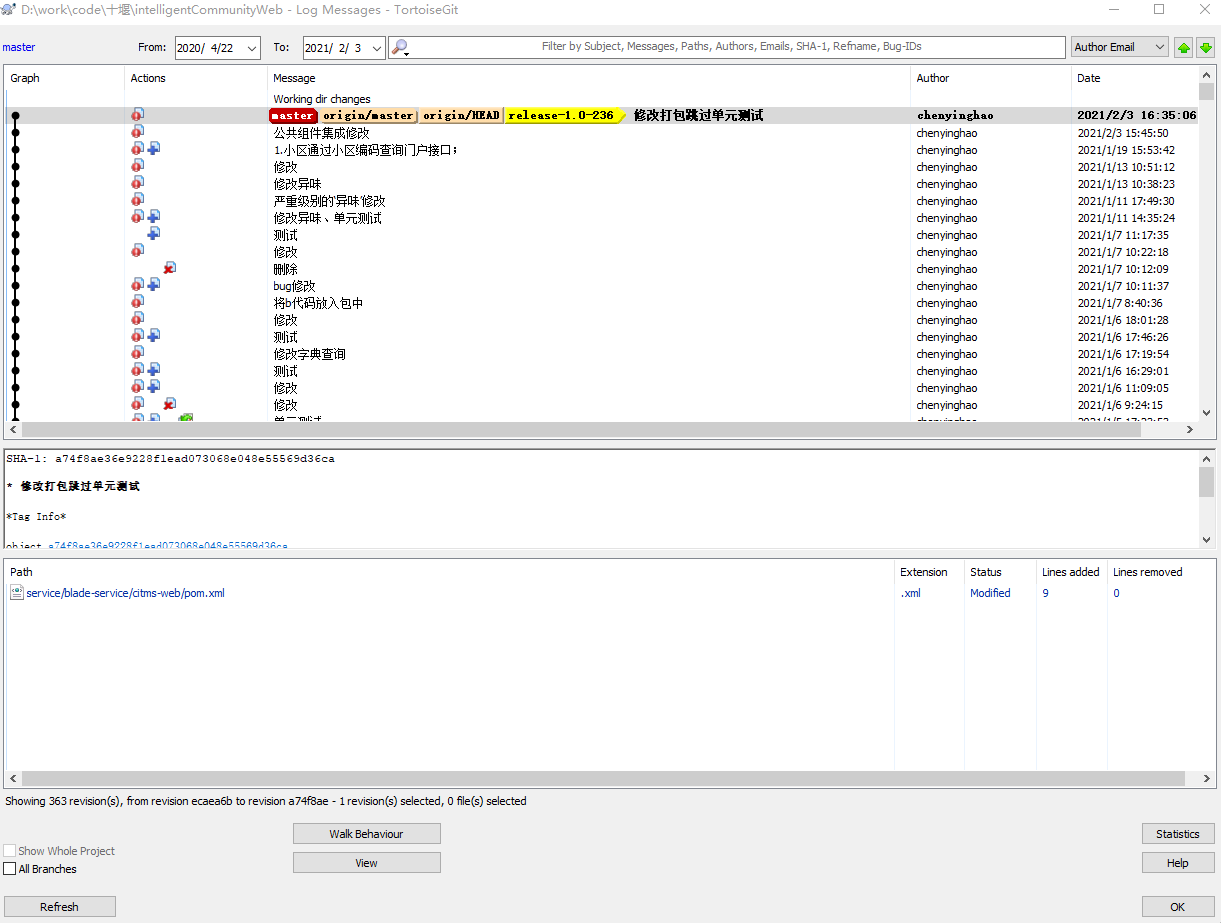 D:\work\code\十堰\intelligentCommunityWeb - Log Messages - TortoiseGit
master From: 2020/ 4/22 To: 2021/ 2/ 3 Filter by Subject, Messages, Paths, Authors, Emails, SHA-1, Refname, Bug-IDs Author Email
Graph Actions Message Author Date
Working dir changes
master origin/master origin/HEAD release-1.0-236 修改打包跳过单元测试 chenyinghao 2021/2/3 16:35:06
公共组件集成修改 chenyinghao 2021/2/3 15:45:50
1.小区通过小区编码查询门户接口; chenyinghao 2021/1/19 15:53:42
修改 chenyinghao 2021/1/13 10:51:12
修改异味 chenyinghao 2021/1/13 10:38:23
严重级别的'异味'修改 chenyinghao 2021/1/11 17:49:30
修改异味、单元测试 chenyinghao 2021/1/11 14:35:24
测试 chenyinghao 2021/1/7 11:17:35
修改 chenyinghao 2021/1/7 10:22:18
删除 chenyinghao 2021/1/7 10:12:09
bug修改 chenyinghao 2021/1/7 10:11:37
将b代码放入包中 chenyinghao 2021/1/7 8:40:36
修改 chenyinghao 2021/1/6 18:01:28
测试 chenyinghao 2021/1/6 17:46:26
修改字典查询 chenyinghao 2021/1/6 17:19:54
测试 chenyinghao 2021/1/6 16:29:01
修改 chenyinghao 2021/1/6 11:09:05
修改 chenyinghao 2021/1/6 9:24:15
单元测试 chenyinghao
SHA-1: a74f8ae36e9228f1ead073068e048e55569d36ca
* 修改打包跳过单元测试
*Tag Info*
object a74f8ae36e9228f1ead073068e048e55569d36ca
Path Extension Status Lines added Lines removed
service/blade-service/citms-web/pom.xml .xml Modified 9 0
Showing 363 revision(s), from revision ecaea6b to revision a74f8ae - 1 revision(s) selected, 0 file(s) selected
Walk Behaviour Statistics
Show Whole Project
View Help
All Branches
Refresh OK